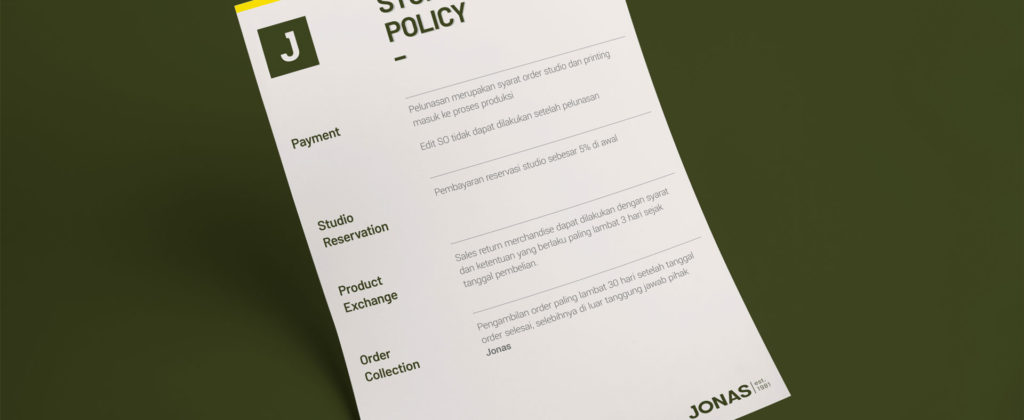 J
POLICY
Payment
Pelunasan merupakan syarat order studio dan printing
masuk ke proses produksi
Edit SO tidak dapat dilakukan setelah pelunasan
Studio
Reservation
Pembayaran reservasi studio sebesar 5% di awal
Product
Exchange
Sales return merchandise dapat dilakukan dengan syarat
dan ketentuan yang berlaku paling lambat 3 hari sejak
tanggal pembelian.
Order
Collection
Pengambilan order paling lambat 30 hari setelah tanggal
order selesai, selebihnya di luar tanggung jawab pihak
Jonas
JONAS est.
1981